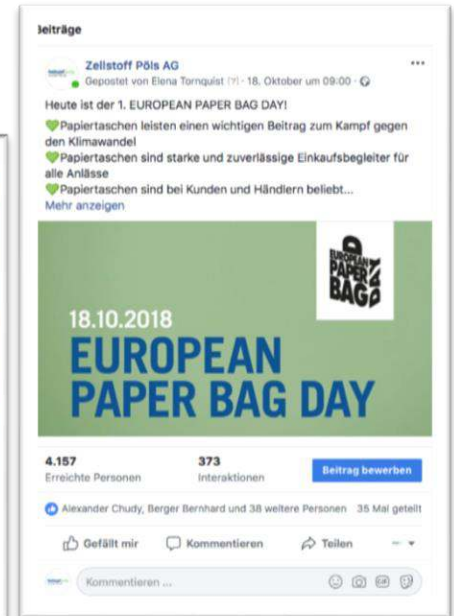 Beiträge
Zellstoff Pöls AG
Gepostet von Elena Tornquist [?] · 18. Oktober um 09:00 ·
Heute ist der 1. EUROPEAN PAPER BAG DAY!
💚Papiertaschen leisten einen wichtigen Beitrag zum Kampf gegen
den Klimawandel
💚Papiertaschen sind starke und zuverlässige Einkaufsbegleiter für
alle Anlässe
💚Papiertaschen sind bei Kunden und Händlern beliebt...
Mehr anzeigen
EUROPEAN
PAPER
BAG
DAY
18.10.2018
EUROPEAN
PAPER BAG DAY
4.157
Erreichte Personen
373
Interaktionen
Beitrag bewerben
Alexander Chudy, Berger Bernhard und 38 weitere Personen 35 Mal geteilt
Gefällt mir Kommentieren Teilen
Kommentieren ...
GIF